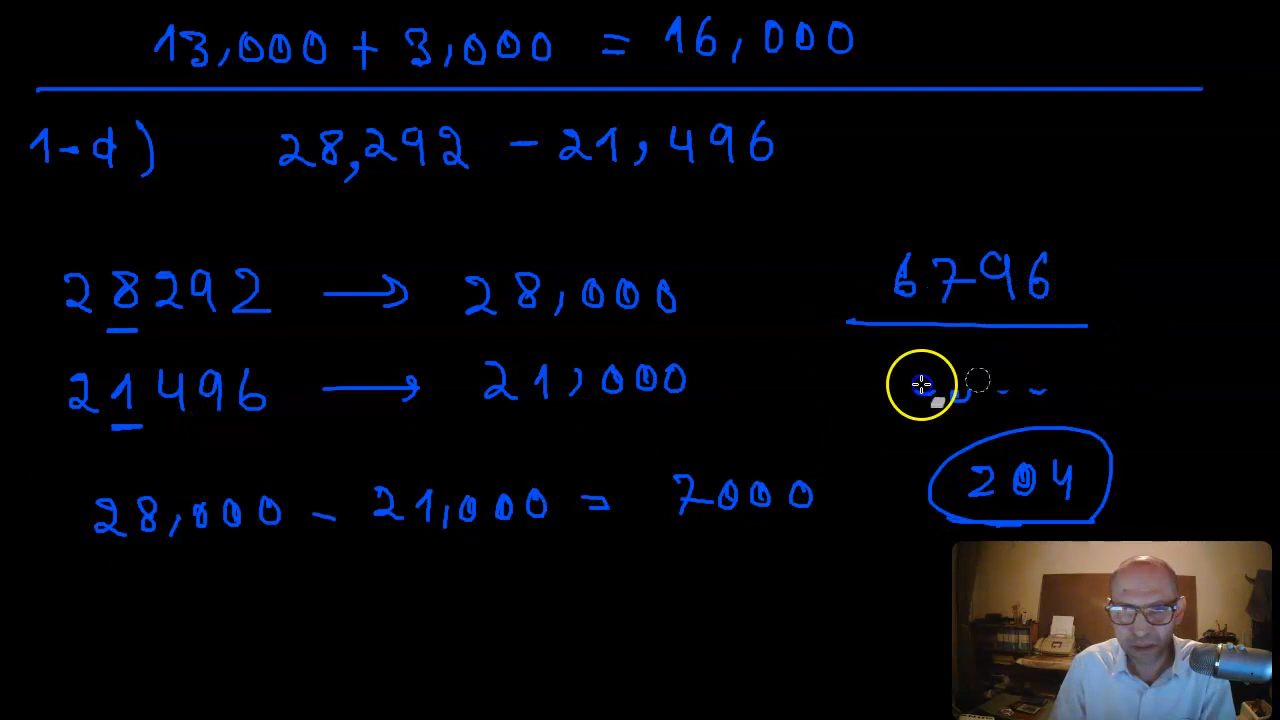 13,000 + 3,000 = 16,000
1-d) 28,292 - 21,496
28292 → 28,000
21496 → 21,000
28,000 - 21,000 = 7000
6796
204